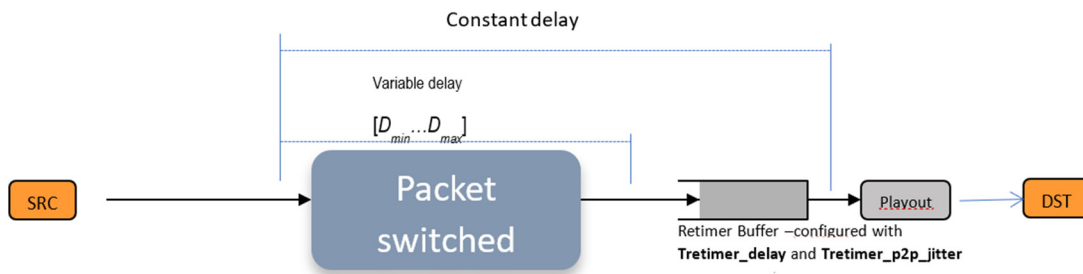 Constant delay
Variable delay
[Dmin...Dmax]
SRC
Packet
switched
Playout
DST
Retimer Buffer –configured with
Tretimer_delay and Tretimer_p2p_jitter